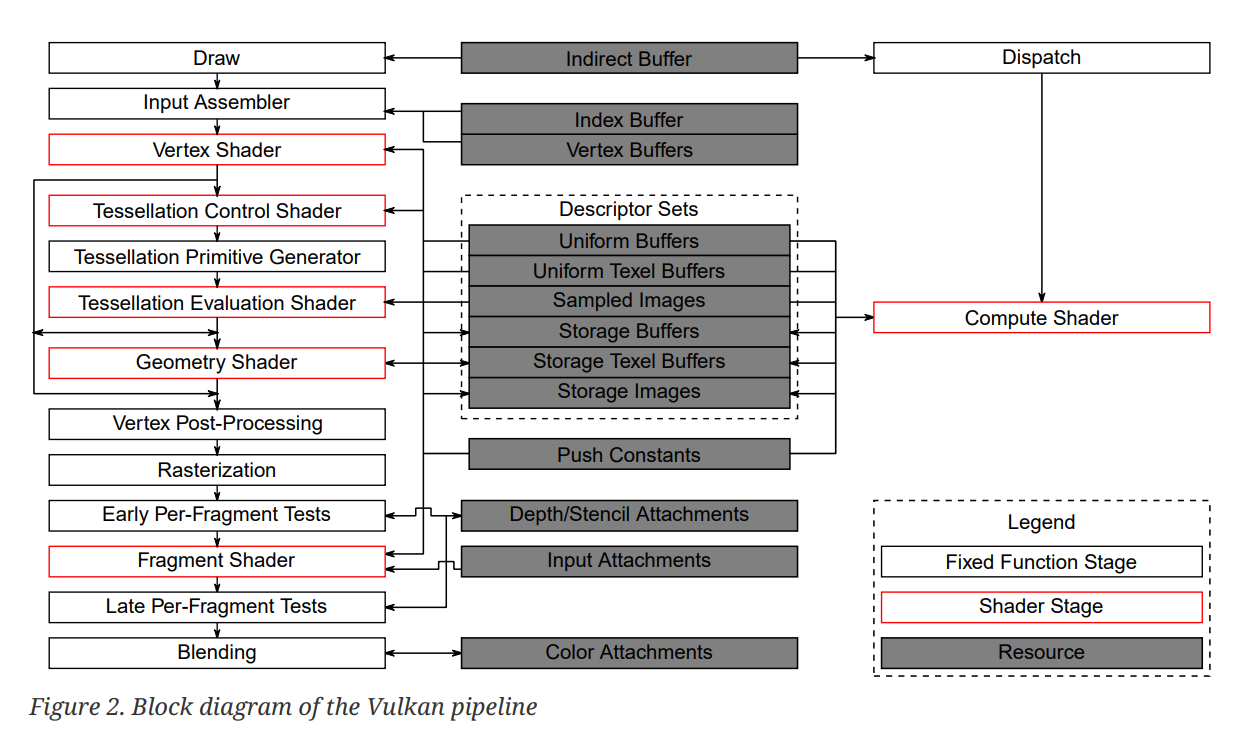 Draw
Indirect Buffer
Dispatch
Input Assembler
Index Buffer
Vertex Shader
Vertex Buffers
Tessellation Control Shader
Descriptor Sets
Tessellation Primitive Generator
Uniform Buffers
Uniform Texel Buffers
Tessellation Evaluation Shader
Sampled Images
Compute Shader
Storage Buffers
Geometry Shader
Storage Texel Buffers
Storage Images
Vertex Post-Processing
Push Constants
Rasterization
Early Per-Fragment Tests
Depth/Stencil Attachments
Legend
Fragment Shader
Input Attachments
Fixed Function Stage
Late Per-Fragment Tests
Shader Stage
Blending
Color Attachments
Resource
Figure 2. Block diagram of the Vulkan pipeline